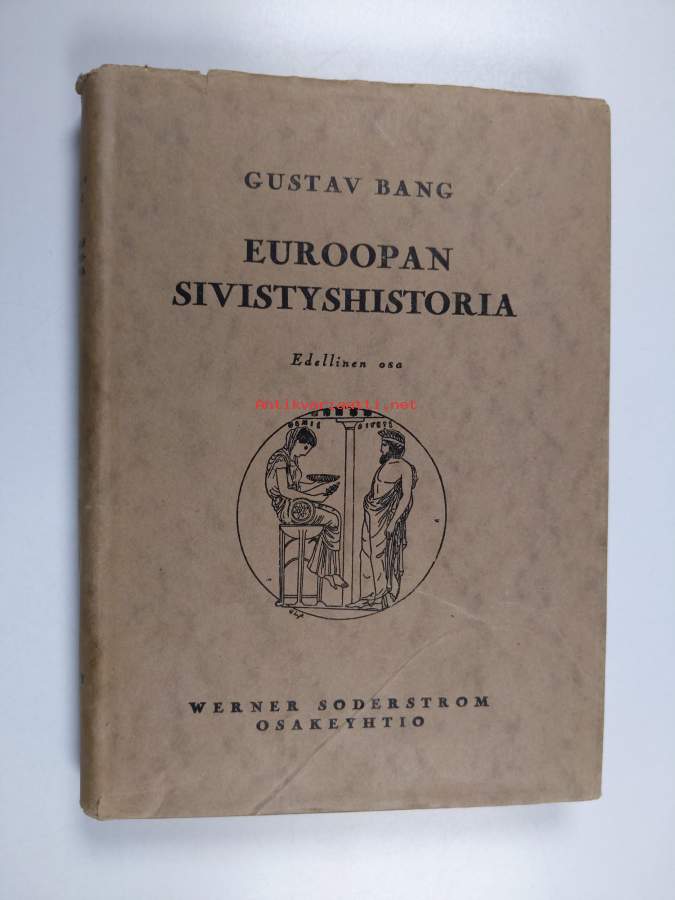 GUSTAV BANG
EUROOPAN
SIVISTYSHISTORIA
Edellinen osa
Antikvariaatti.net
WERNER SODERSTROM
OSAKEYHTIO